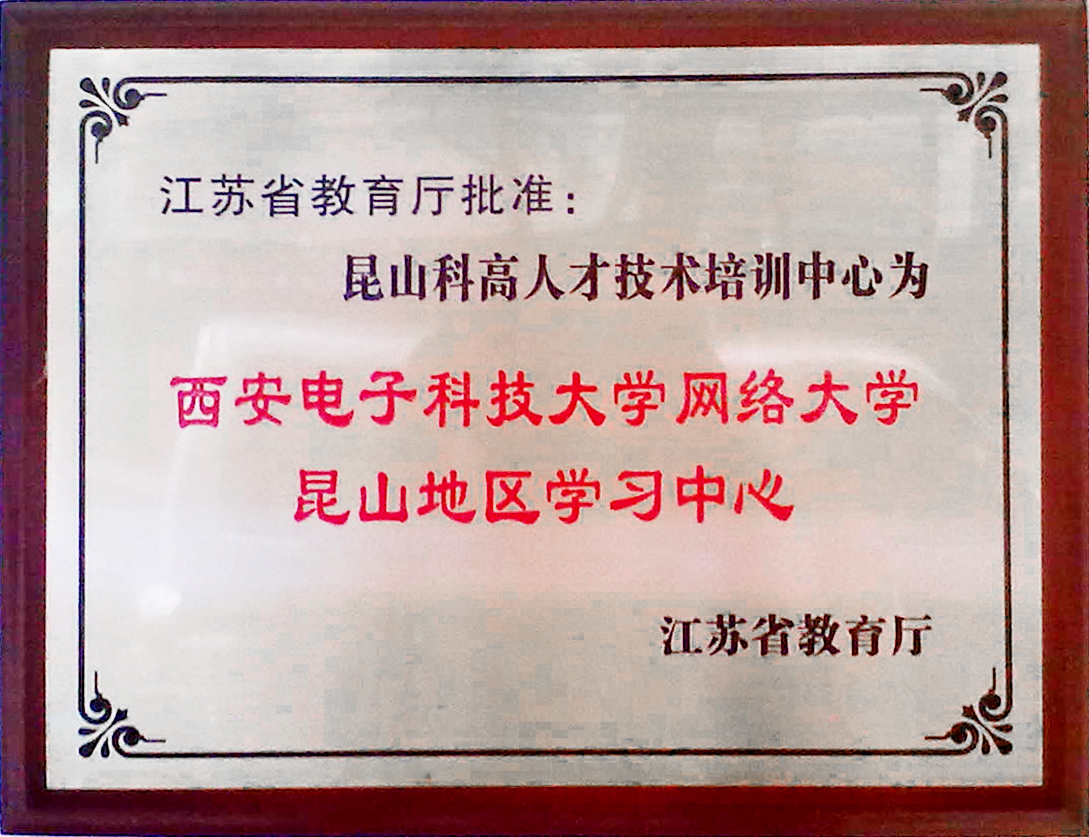 江苏省教育厅批准：
昆山科高人才技术培训中心为
西安电子科技大学网络大学
昆山地区学习中心
江苏省教育厅